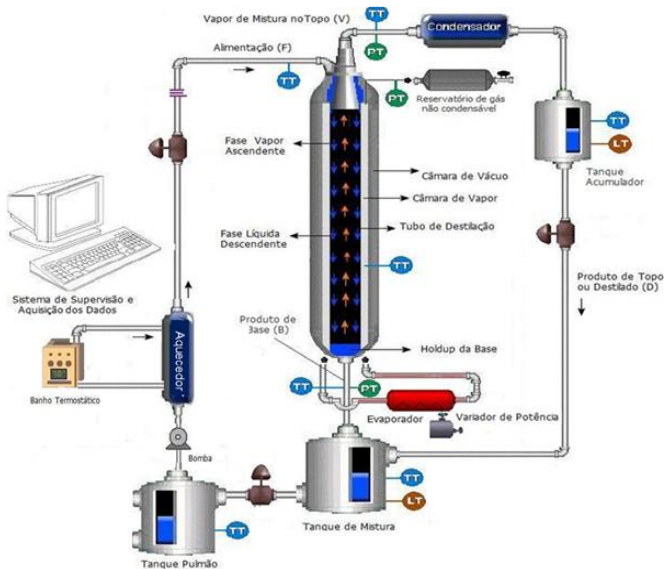 Vapor de Mistura no Topo (V)
TT
PT
Condensador
Alimentação (F)
TT
PT
Reservatório de gás
não condensável
TT
LT
Tanque
Acumulador
Fase Vapor
Ascendente
Câmara de Vácuo
Câmara de Vapor
Tubo de Destilação
Fase Líquida
Descendente
TT
Sistema de Supervisão e
Aquisição dos Dados
Produto de Topo
ou Destilado (D)
Produto de
Base (B)
Holdup da Base
Aquecedor
Banho Termostático
TT
PT
Evaporador
Variador de Potência
Bomba
TT
LT
Tanque de Mistura
TT
Tanque Pulmão